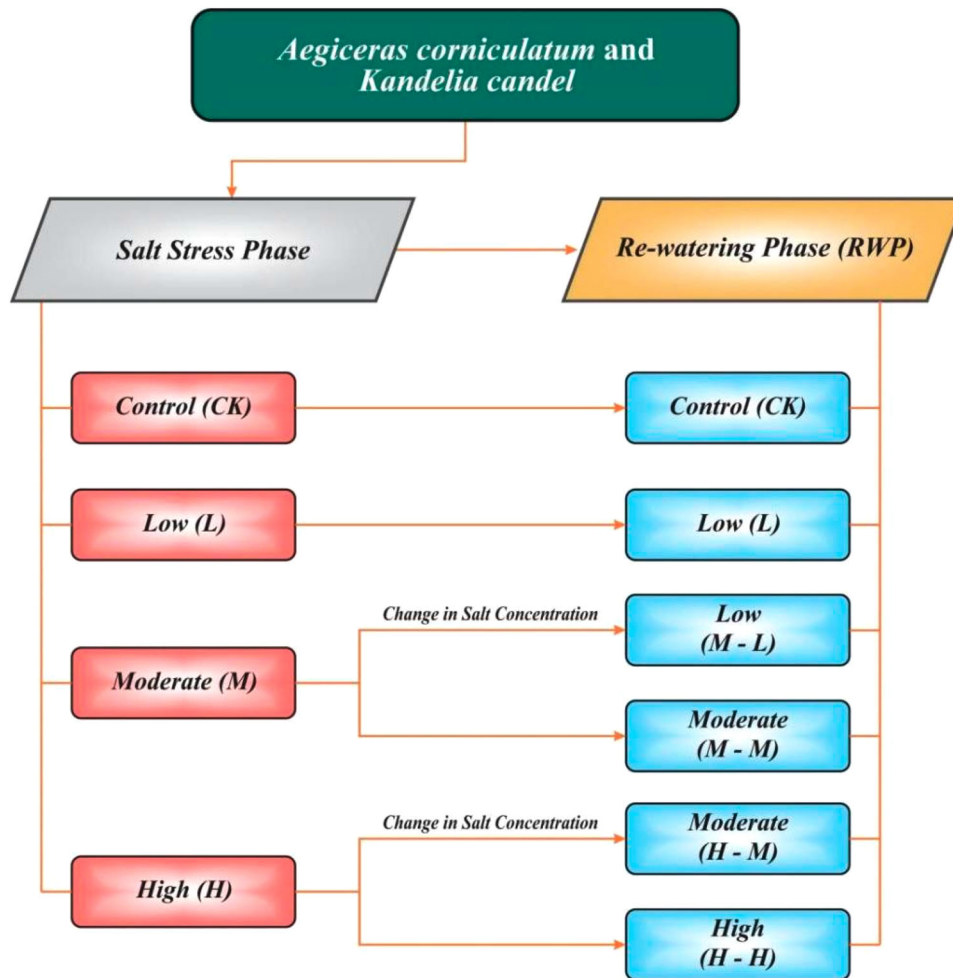 Aegiceras corniculatum and
Kandelia candel
Salt Stress Phase
Re-watering Phase (RWP)
Control (CK)
Control (CK)
Low (L)
Low (L)
Moderate (M)
Change in Salt Concentration
Low
(M - L)
Moderate
(M - M)
High (H)
Change in Salt Concentration
Moderate
(H - M)
High
(H - H)